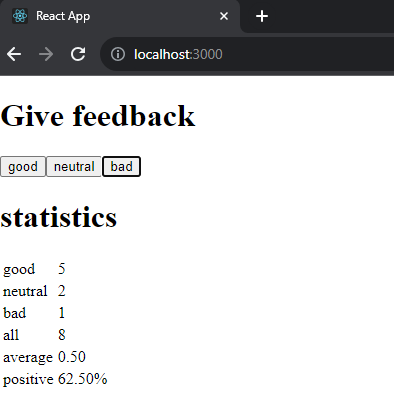 React App
localhost:3000
Give feedback
good neutral bad
statistics
good 5
neutral 2
bad 1
all 8
average 0.50
positive 62.50%